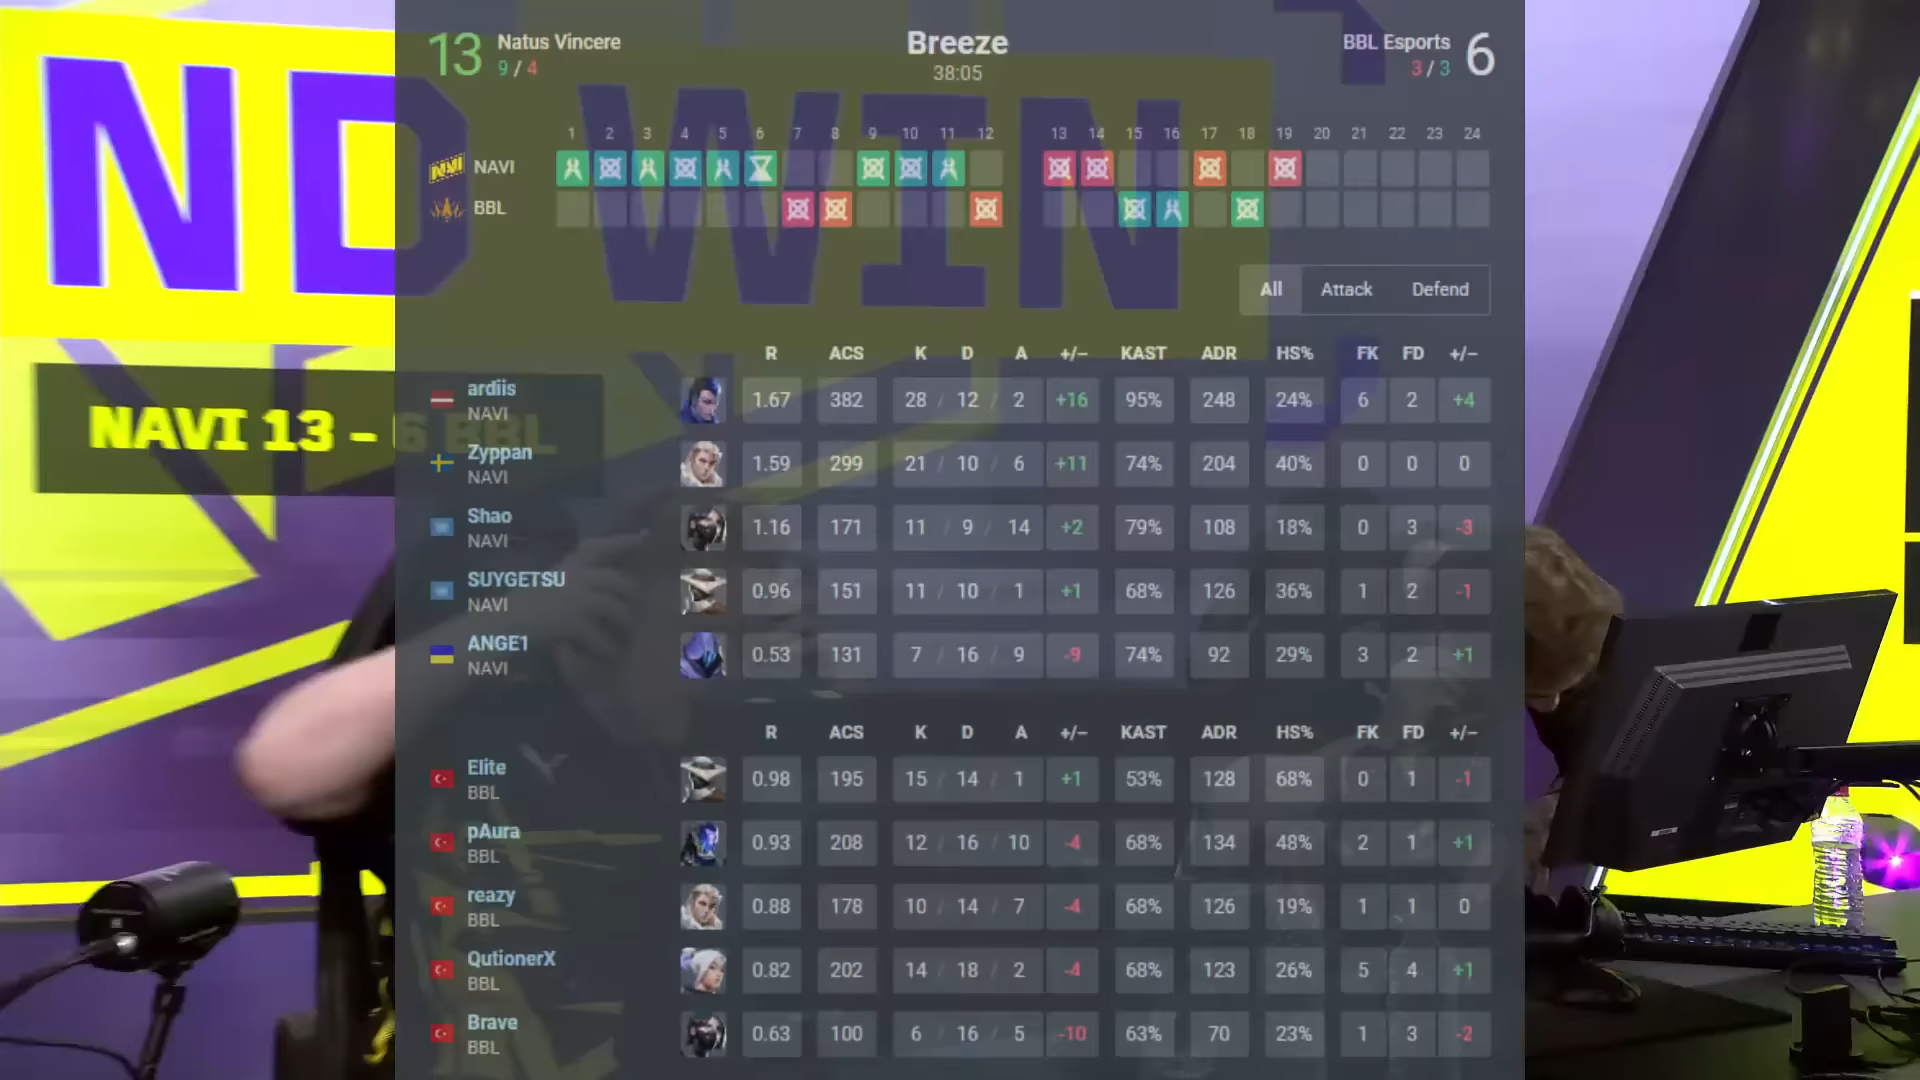 ND WIN
NAVI 13 - 6 BBL
13 Natus Vincere Breeze BBL Esports 6
9 / 4 38:05 3 / 3
1 2 3 4 5 6 7 8 9 10 11 12 13 14 15 16 17 18 19 20 21 22 23 24
NAVI NAVI
BBL
All Attack Defend
R ACS K D A +/− KAST ADR HS% FK FD +/−
ardiis
NAVI
1.67 382 28 / 12 / 2 +16 95% 248 24% 6 2 +4
Zyppan
NAVI
1.59 299 21 / 10 / 6 +11 74% 204 40% 0 0 0
Shao
NAVI
1.16 171 11 / 9 / 14 +2 79% 108 18% 0 3 -3
SUYGETSU
NAVI
0.96 151 11 / 10 / 1 +1 68% 126 36% 1 2 -1
ANGE1
NAVI
0.53 131 7 / 16 / 9 -9 74% 92 29% 3 2 +1
R ACS K D A +/− KAST ADR HS% FK FD +/−
Elite
BBL
0.98 195 15 / 14 / 1 +1 53% 128 68% 0 1 -1
pAura
BBL
0.93 208 12 / 16 / 10 -4 68% 134 48% 2 1 +1
reazy
BBL
0.88 178 10 / 14 / 7 -4 68% 126 19% 1 1 0
QutionerX
BBL
0.82 202 14 / 18 / 2 -4 68% 123 26% 5 4 +1
Brave
BBL
0.63 100 6 / 16 / 5 -10 63% 70 23% 1 3 -2